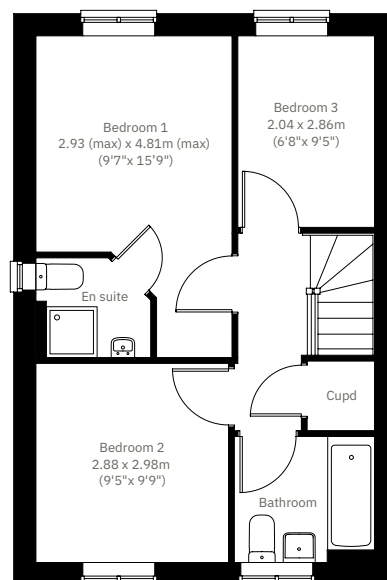 Bedroom 1
2.93 (max) x 4.81m (max)
(9'7"x 15'9")
Bedroom 3
2.04 x 2.86m
(6'8"x 9'5")
En suite
Cupd
Bedroom 2
2.88 x 2.98m
(9'5"x 9'9")
Bathroom